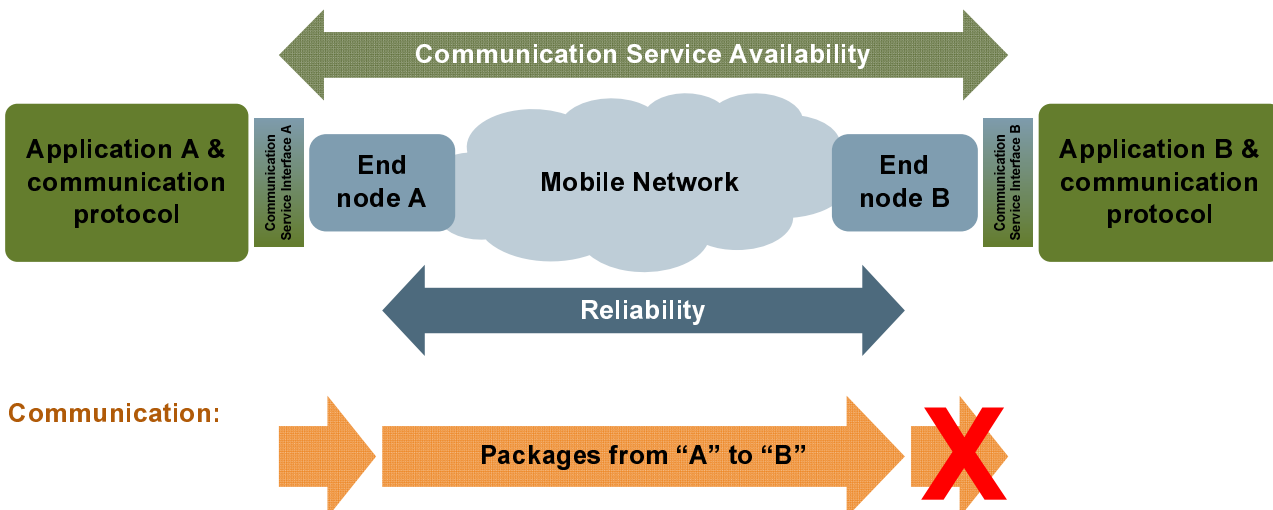 Communication Service Availability
Application A &
communication
protocol
Communication
Service Interface A
End
node A
Mobile Network
End
node B
Communication
Service Interface B
Application B &
communication
protocol
Reliability
Communication:
Packages from “A” to “B”
X